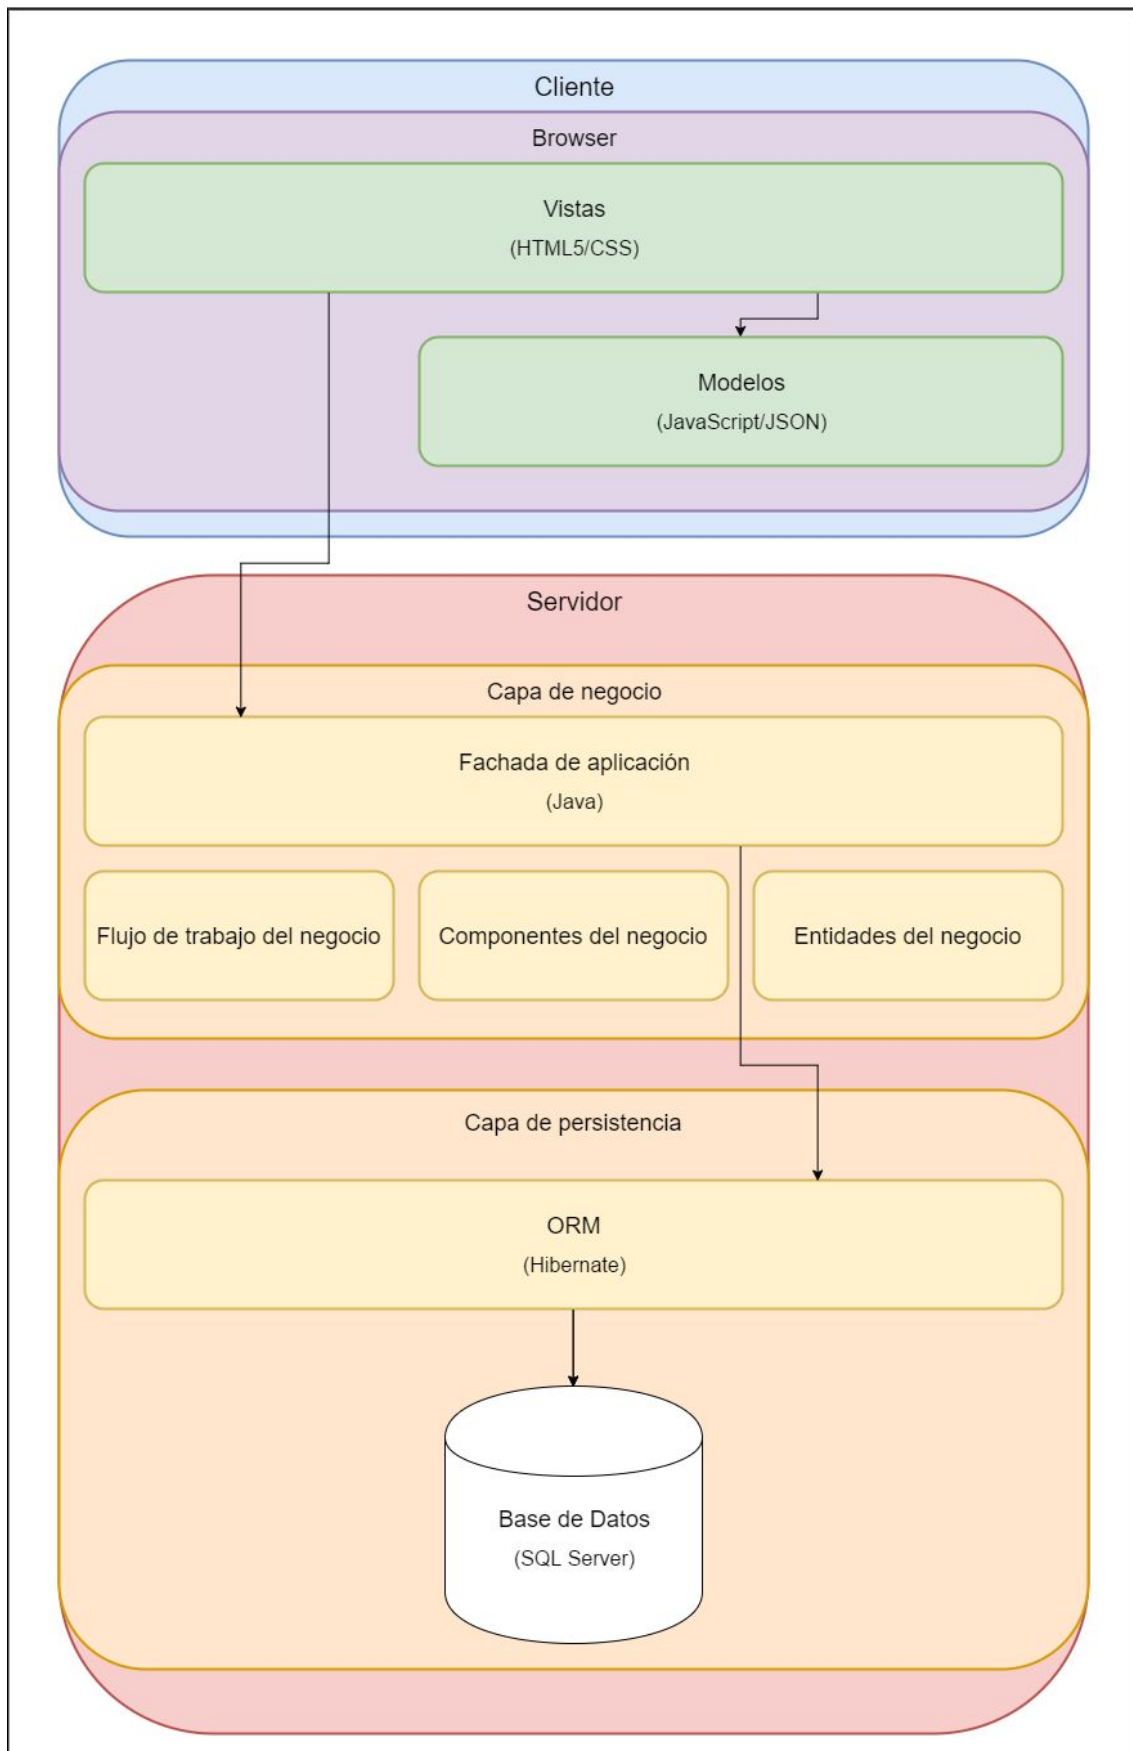 Cliente
Browser
Vistas
(HTML5/CSS)
Modelos
(JavaScript/JSON)
Servidor
Capa de negocio
Fachada de aplicación
(Java)
Flujo de trabajo del negocio
Componentes del negocio
Entidades del negocio
Capa de persistencia
ORM
(Hibernate)
Base de Datos
(SQL Server)